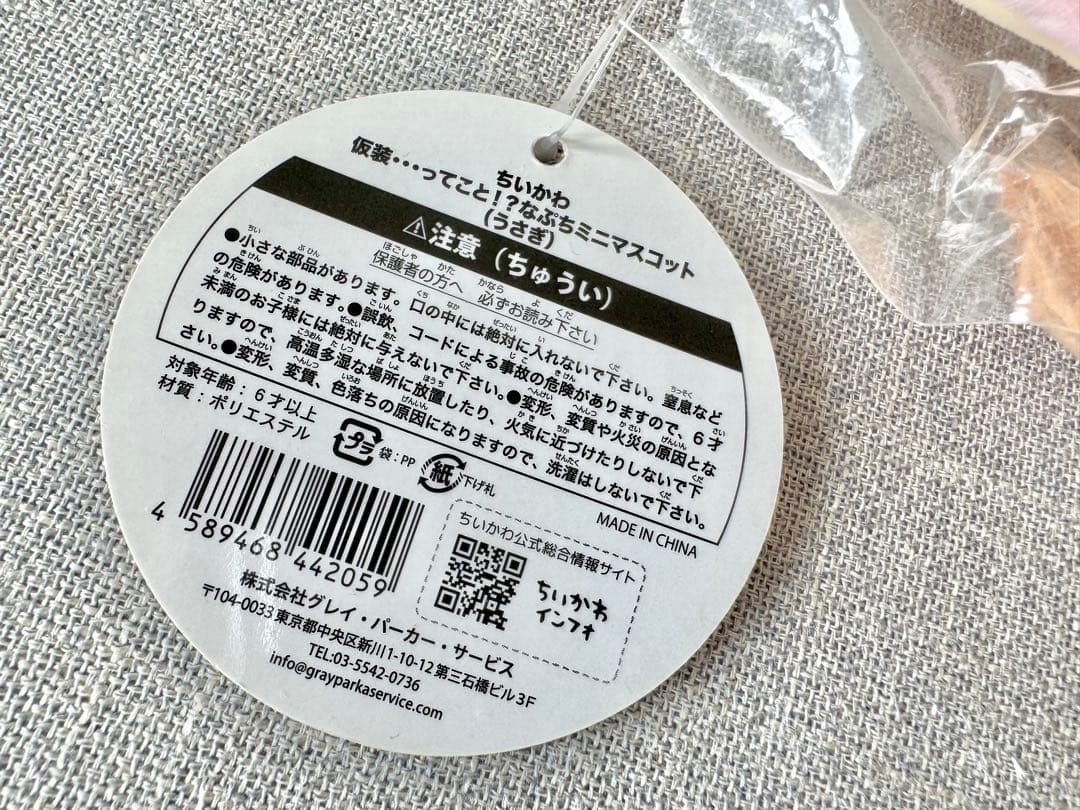 ちいかわ
仮装・・・ってこと！？なぷちミニマスコット
（うさぎ）
⚠注意（ちゅうい）
保護者の方へ 必ずお読み下さい
●小さな部品があります。口の中には絶対に入れないで下さい。窒息など
の危険があります。●誤飲、コードによる事故の危険がありますので、6才
未満のお子様には絶対に与えないで下さい。●変形、変質や火災の原因とな
りますので、高温多湿な場所に放置したり、火気に近づけたりしないで下
さい。●変形、変質、色落ちの原因になりますので、洗濯はしないで下さい。
対象年齢：6才以上
材質：ポリエステル
MADE IN CHINA
プラ 袋：PP 紙 下げ札
4 589468 442059
ちいかわ公式総合情報サイト
ちいかわ
インフォ
株式会社グレイ・パーカー・サービス
〒104-0033 東京都中央区新川1-10-12 第三石橋ビル3F
TEL:03-5542-0736
info@grayparkaservice.com